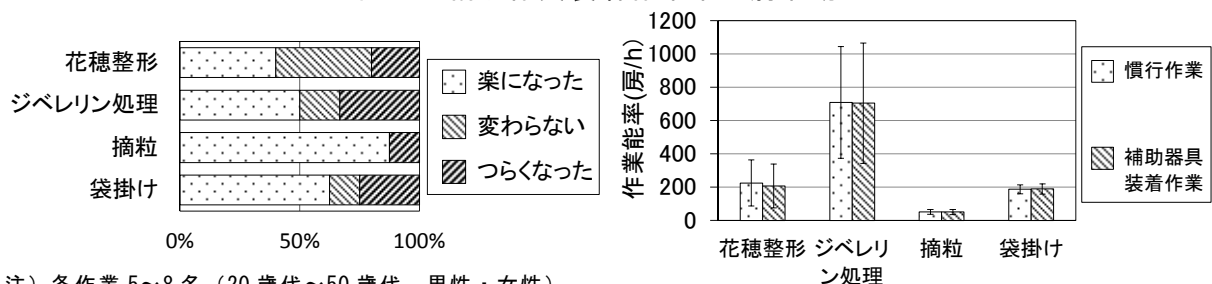 花穂整形
ジベレリン処理
摘粒
袋掛け
0%
50%
100%
楽になった
変わらない
つらくなった
作業能率(房/h)
1200
1000
800
600
400
200
0
花穂整形
ジベレリ
ン処理
摘粒
袋掛け
慣行作業
補助器具
装着作業
注）各作業 5～8 名（20 歳代～50 歳代 男性・女性）